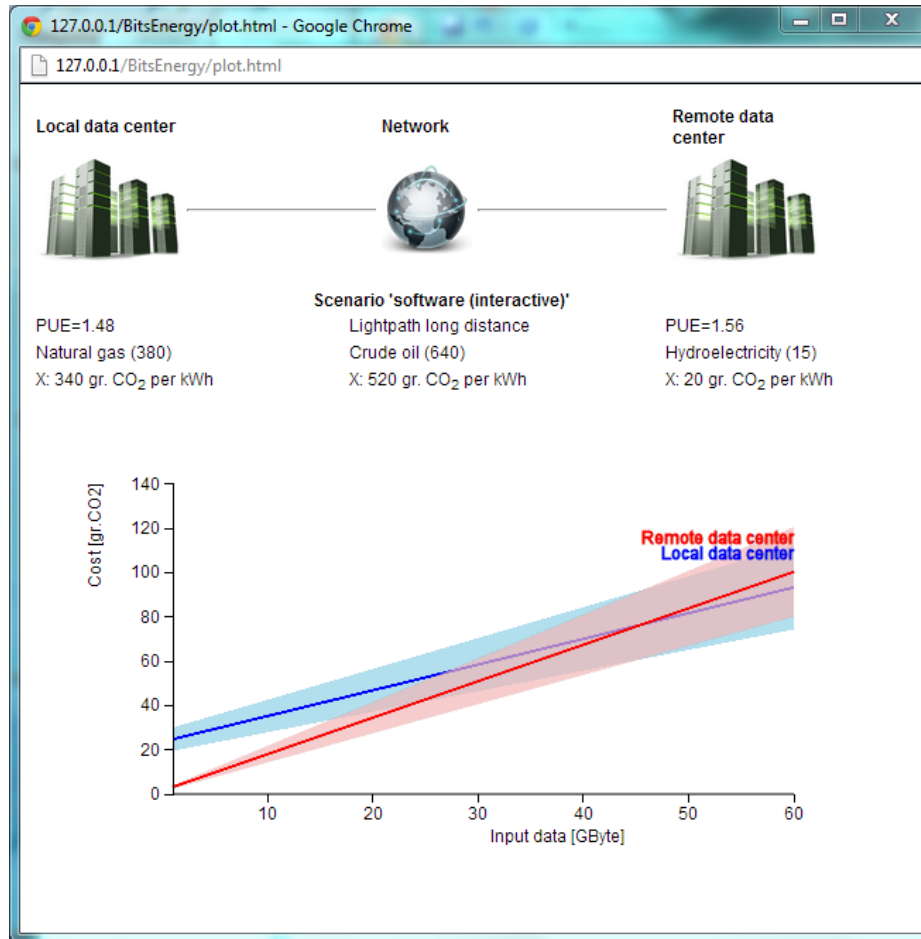 127.0.0.1/BitsEnergy/plot.html - Google Chrome
127.0.0.1/BitsEnergy/plot.html
Local data center
Network
Remote data
center
Scenario 'software (interactive)'
PUE=1.48
Lightpath long distance
PUE=1.56
Natural gas (380)
Crude oil (640)
Hydroelectricity (15)
X: 340 gr. CO2 per kWh
X: 520 gr. CO2 per kWh
X: 20 gr. CO2 per kWh
Cost [gr.CO2]
140
120
100
80
60
40
20
0
Remote data center
Local data center
10 20 30 40 50 60
Input data [GByte]